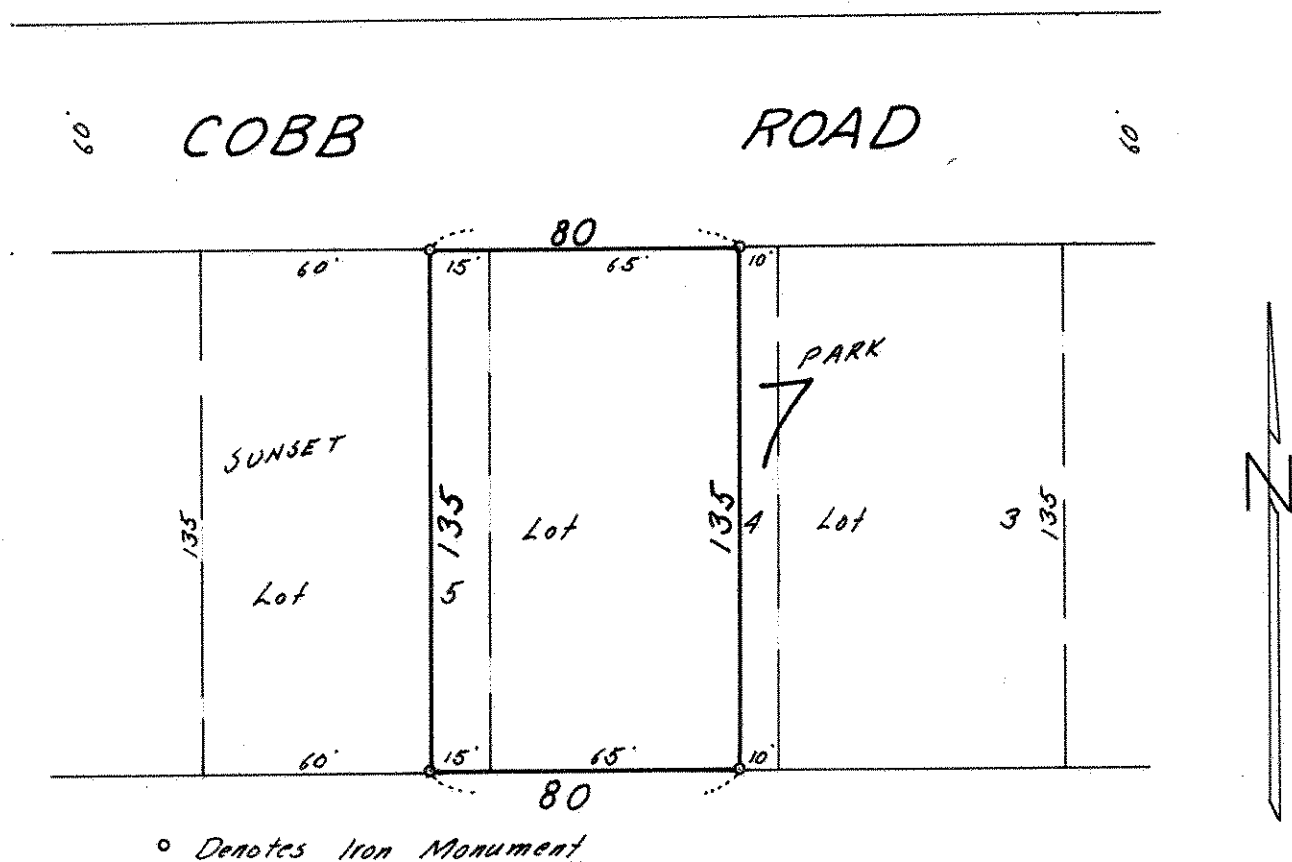 60' COBB ROAD 60'
80
60' 15' 65' 10'
PARK
7
SUNSET
135 135 Lot 135 4 Lot 3 135
Lot 5
60' 15' 65' 10'
80
N
o Denotes Iron Monument